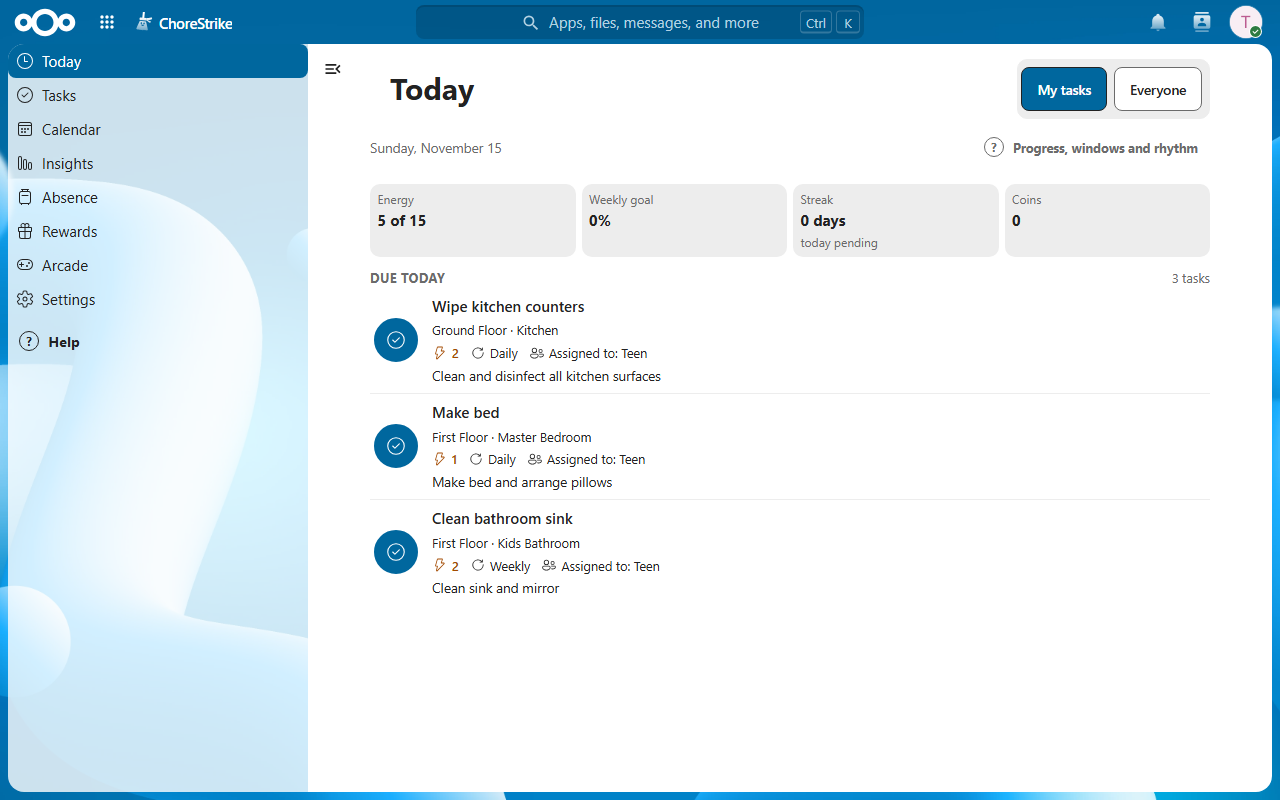 ChoreStrike
Apps, files, messages, and more
Ctrl
K
T
Today
Tasks
Calendar
Insights
Absence
Rewards
Arcade
Settings
? Help
Today
My tasks
Everyone
Sunday, November 15
? Progress, windows and rhythm
Energy
5 of 15
Weekly goal
0%
Streak
0 days
today pending
Coins
0
DUE TODAY
3 tasks
Wipe kitchen counters
Ground Floor · Kitchen
2 Daily Assigned to: Teen
Clean and disinfect all kitchen surfaces
Make bed
First Floor · Master Bedroom
1 Daily Assigned to: Teen
Make bed and arrange pillows
Clean bathroom sink
First Floor · Kids Bathroom
2 Weekly Assigned to: Teen
Clean sink and mirror